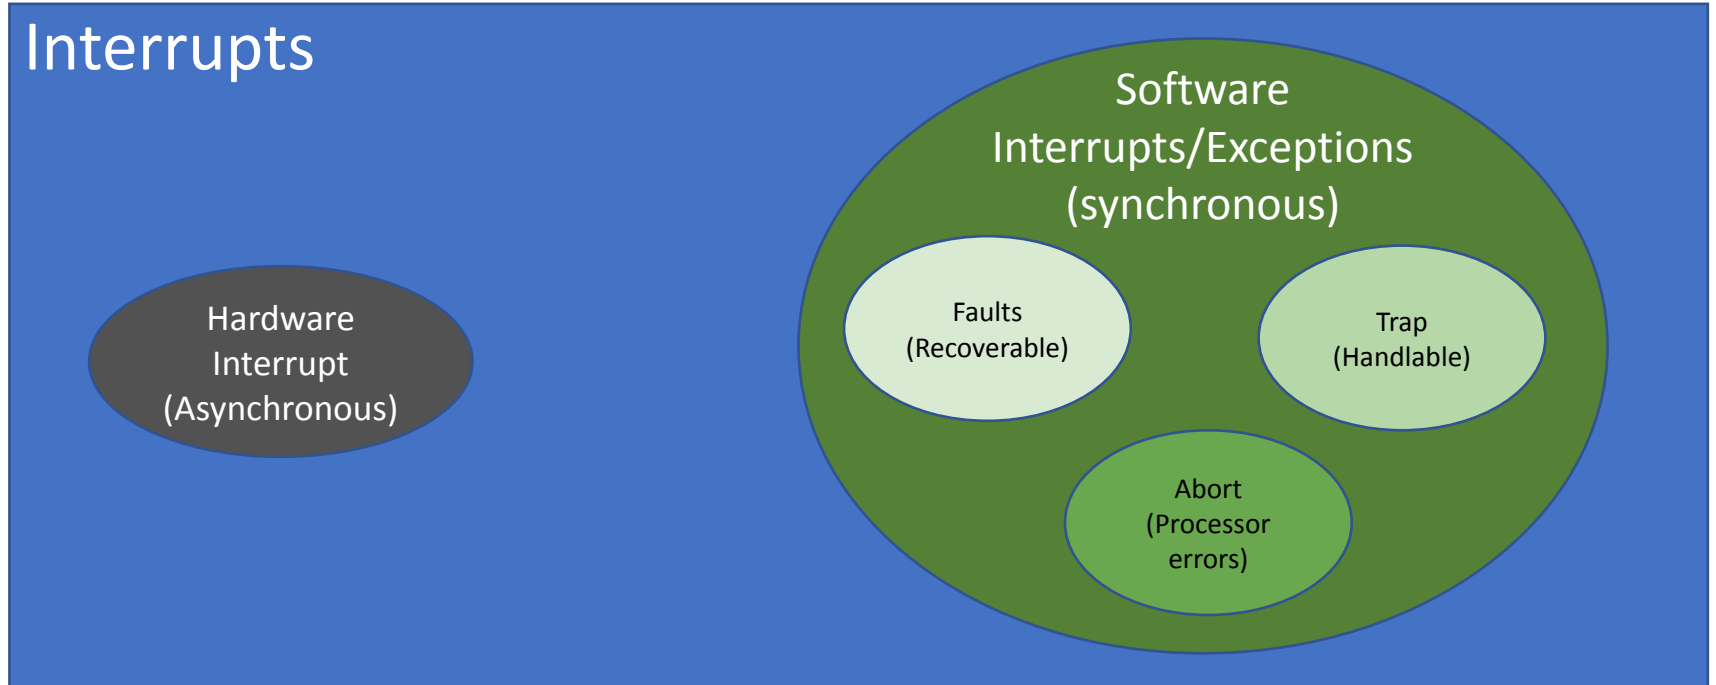 Interrupts
Software
Interrupts/Exceptions
(synchronous)
Hardware
Interrupt
(Asynchronous)
Faults
(Recoverable)
Trap
(Handlable)
Abort
(Processor
errors)